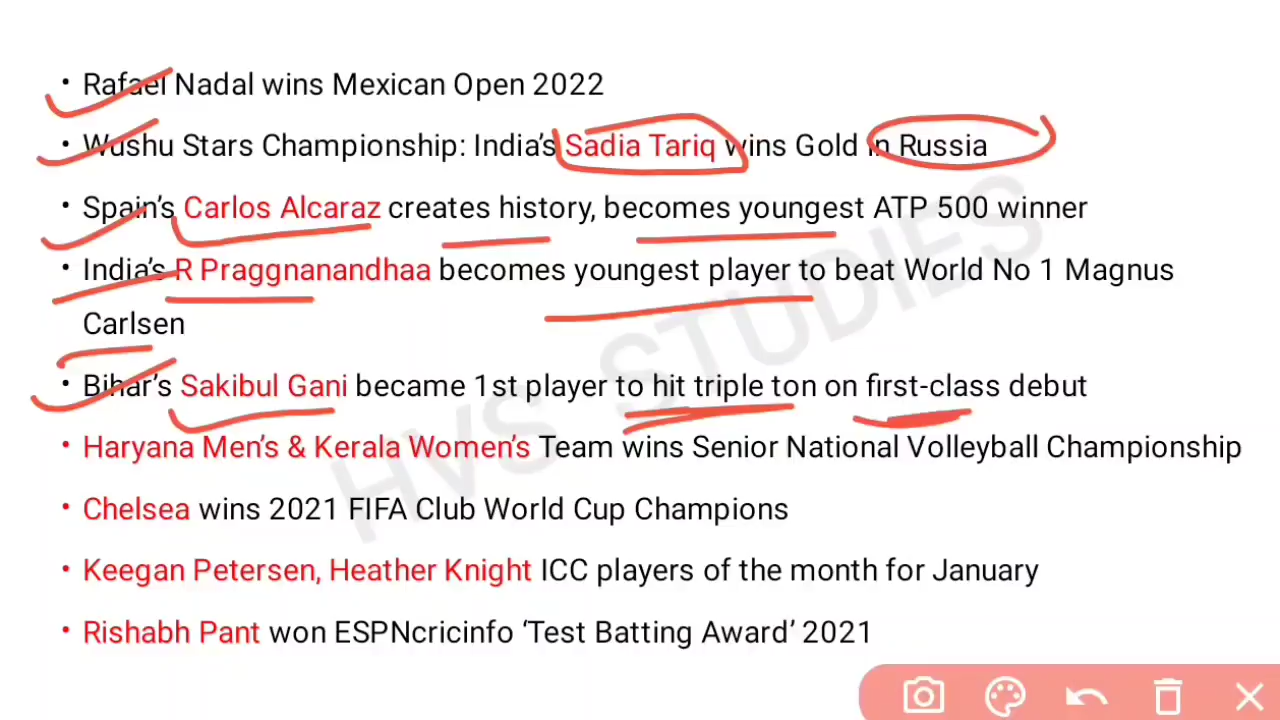 • Rafael Nadal wins Mexican Open 2022
• Wushu Stars Championship: India's Sadia Tariq wins Gold in Russia
• Spain's Carlos Alcaraz creates history, becomes youngest ATP 500 winner
• India's R Praggnanandhaa becomes youngest player to beat World No 1 Magnus
Carlsen
• Bihar's Sakibul Gani became 1st player to hit triple ton on first-class debut
• Haryana Men's & Kerala Women's Team wins Senior National Volleyball Championship
• Chelsea wins 2021 FIFA Club World Cup Champions
• Keegan Petersen, Heather Knight ICC players of the month for January
• Rishabh Pant won ESPNcricinfo ‘Test Batting Award’ 2021
HVS STUDIES